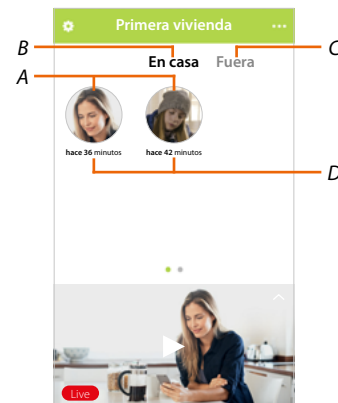 Primera vivienda
B
C
En casa Fuera
A
hace 36 minutos hace 42 minutos
D
Live